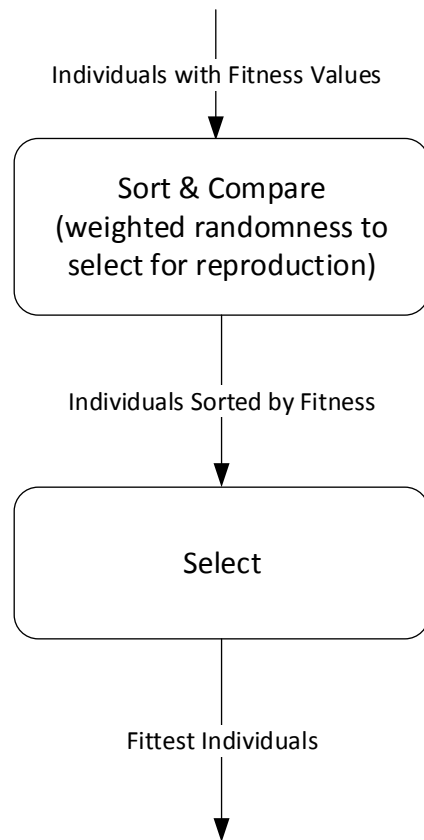 Individuals with Fitness Values
Sort & Compare
(weighted randomness to
select for reproduction)
Individuals Sorted by Fitness
Select
Fittest Individuals